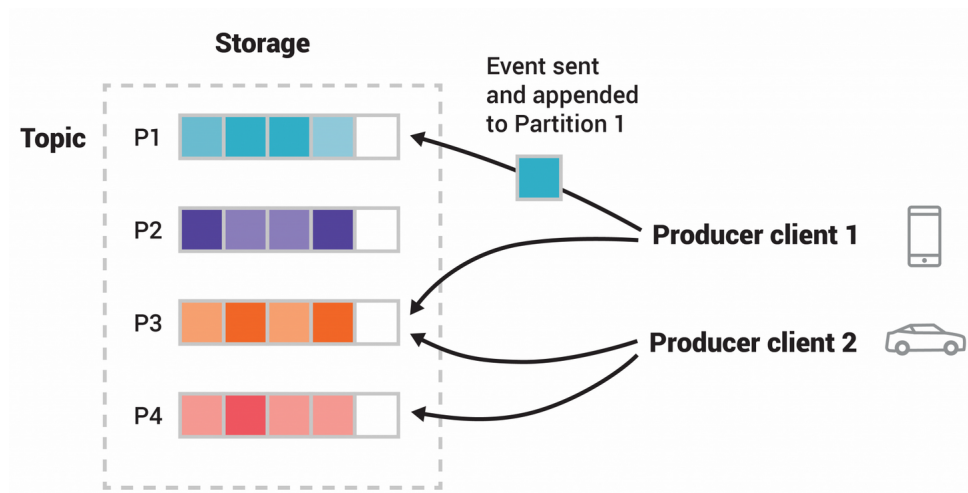 Storage
Event sent
and appended
to Partition 1
Topic
P1
P2
Producer client 1
P3
Producer client 2
P4